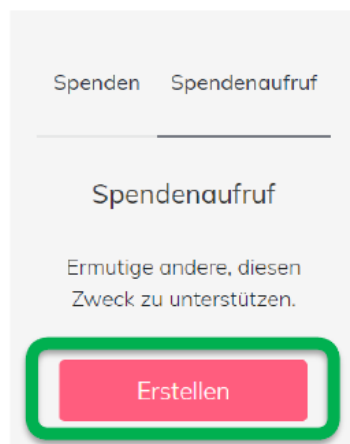 Spenden Spendenaufruf
Spendenaufruf
Ermutige andere, diesen
Zweck zu unterstützen.
Erstellen